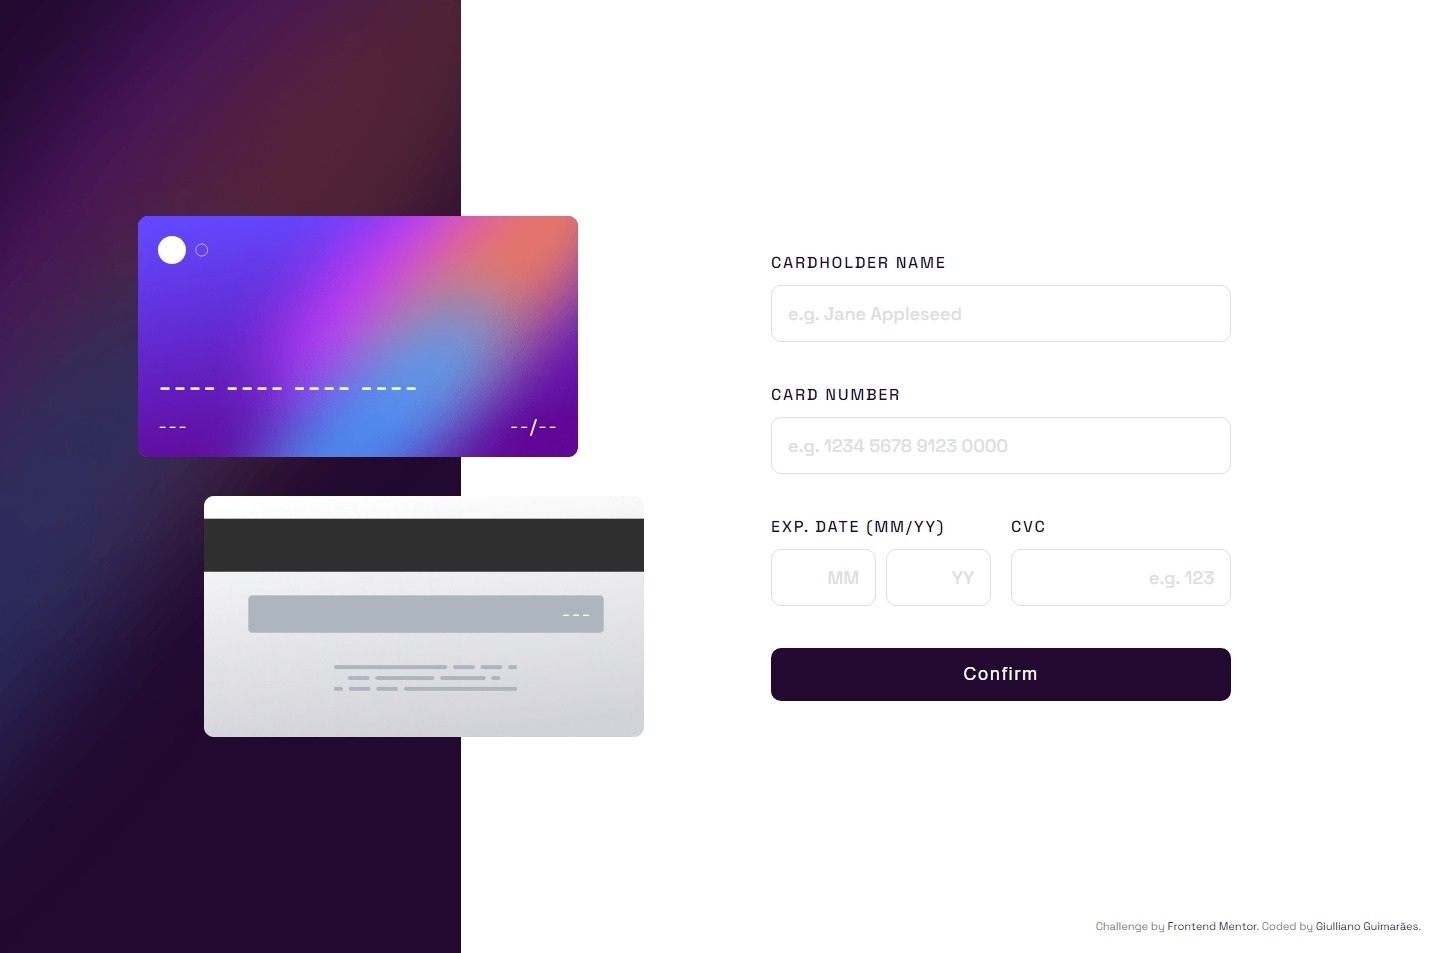 ---- ---- ---- ----
--- --/--
---
CARDHOLDER NAME
e.g. Jane Appleseed
CARD NUMBER
e.g. 1234 5678 9123 0000
EXP. DATE (MM/YY) CVC
MM YY e.g. 123
Confirm
Challenge by Frontend Mentor. Coded by Giulliano Guimarães.